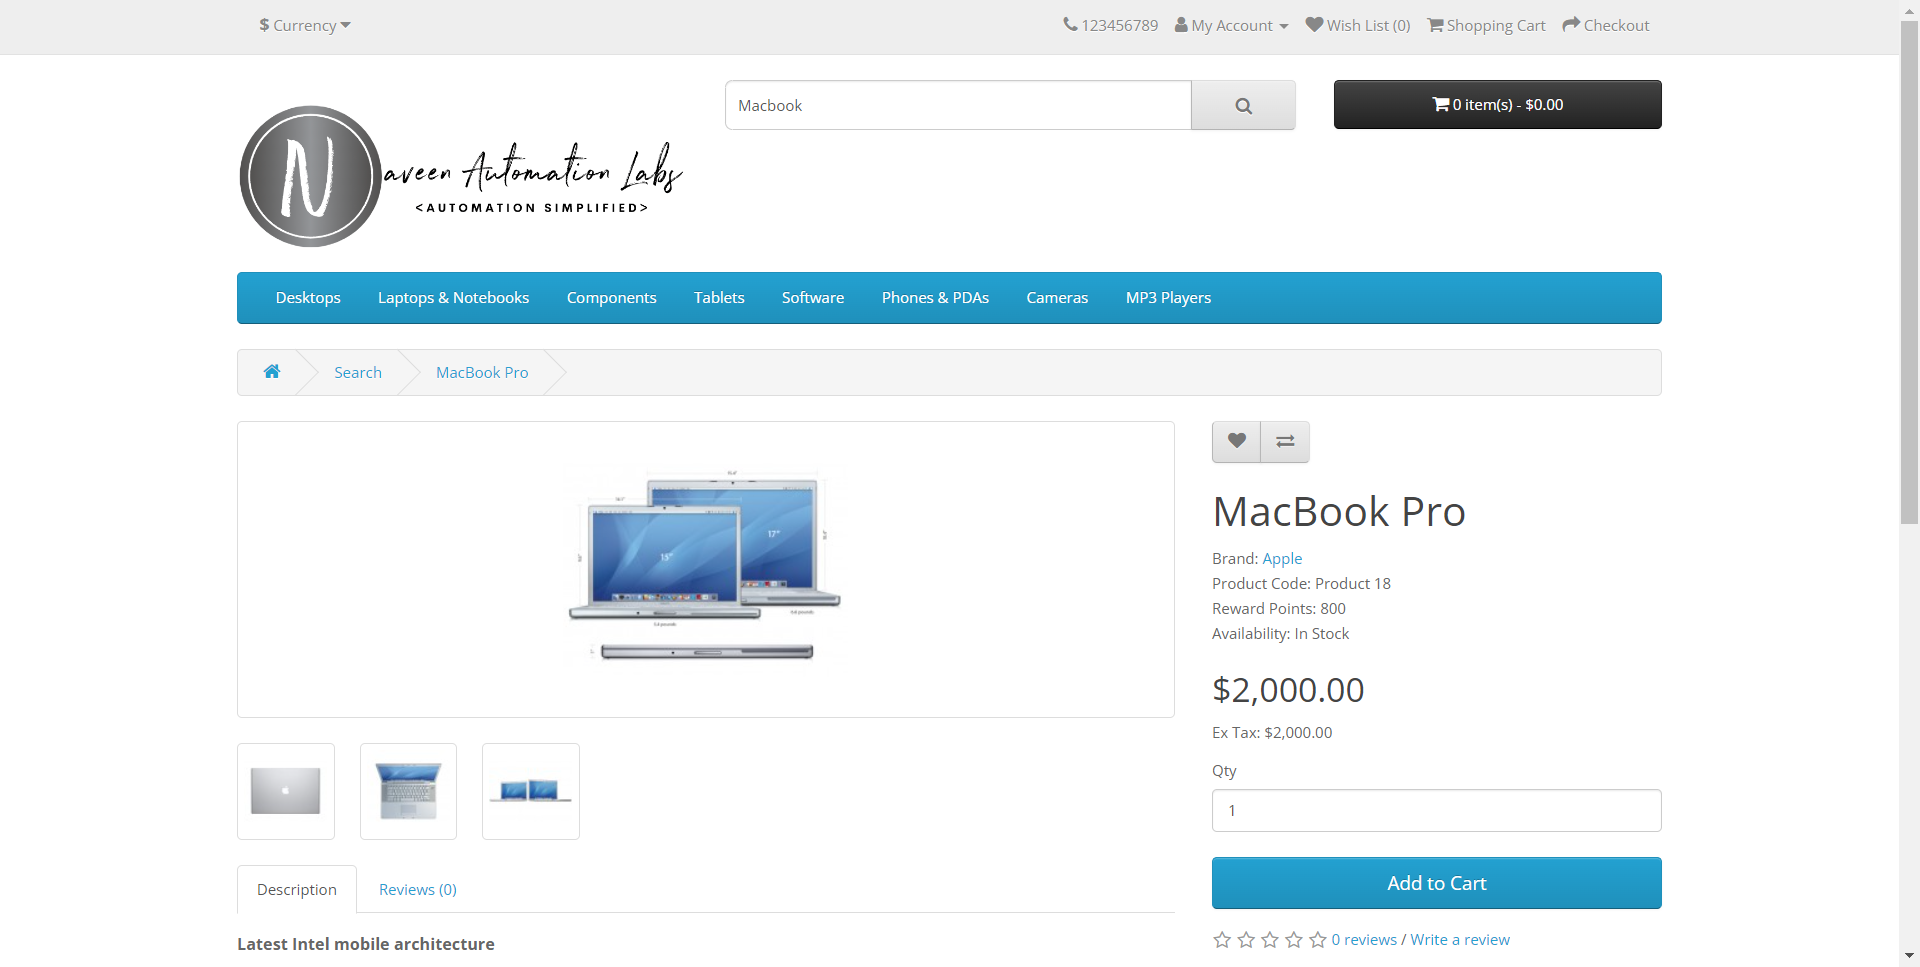 $ Currency
123456789 My Account Wish List (0) Shopping Cart Checkout
Macbook
0 item(s) - $0.00
N
aveen Automation Labs
<AUTOMATION SIMPLIFIED>
Desktops Laptops & Notebooks Components Tablets Software Phones & PDAs Cameras MP3 Players
Search MacBook Pro
15"
17"
MacBook Pro
Brand: Apple
Product Code: Product 18
Reward Points: 800
Availability: In Stock
$2,000.00
Ex Tax: $2,000.00
Qty
1
Add to Cart
0 reviews / Write a review
Description Reviews (0)
Latest Intel mobile architecture